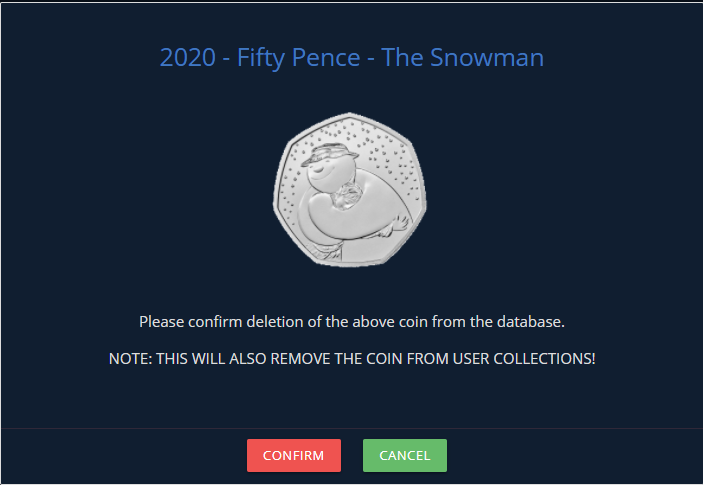 2020 - Fifty Pence - The Snowman
Please confirm deletion of the above coin from the database.
NOTE: THIS WILL ALSO REMOVE THE COIN FROM USER COLLECTIONS!
CONFIRM
CANCEL